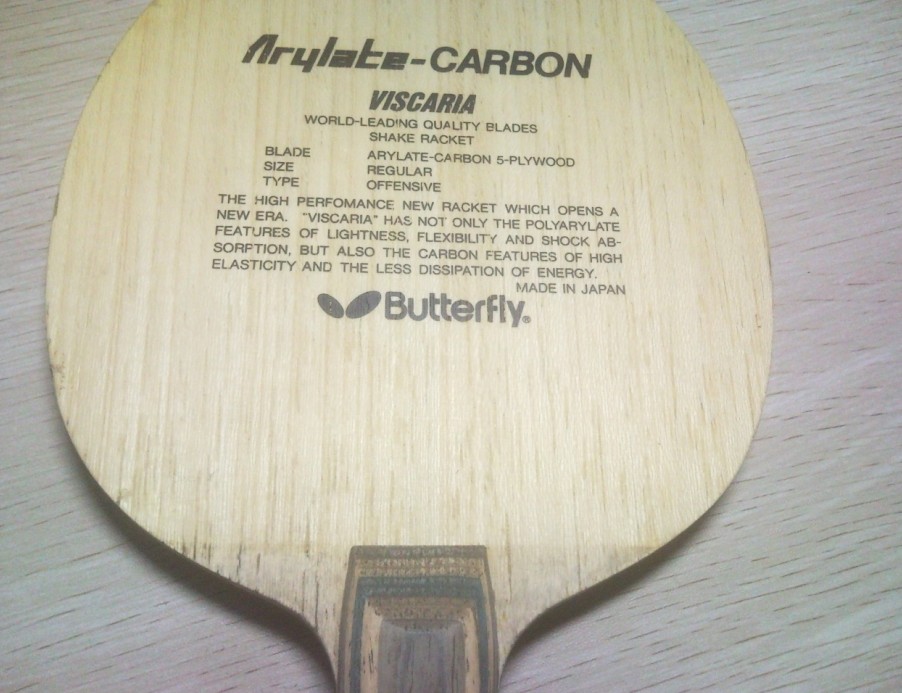 Arylate-CARBON
VISCARIA
WORLD-LEADING QUALITY BLADES
SHAKE RACKET
BLADE ARYLATE-CARBON 5-PLYWOOD
SIZE REGULAR
TYPE OFFENSIVE
THE HIGH PERFOMANCE NEW RACKET WHICH OPENS A
NEW ERA. "VISCARIA" HAS NOT ONLY THE POLYARYLATE
FEATURES OF LIGHTNESS, FLEXIBILITY AND SHOCK AB-
SORPTION, BUT ALSO THE CARBON FEATURES OF HIGH
ELASTICITY AND THE LESS DISSIPATION OF ENERGY.
MADE IN JAPAN
Butterfly®